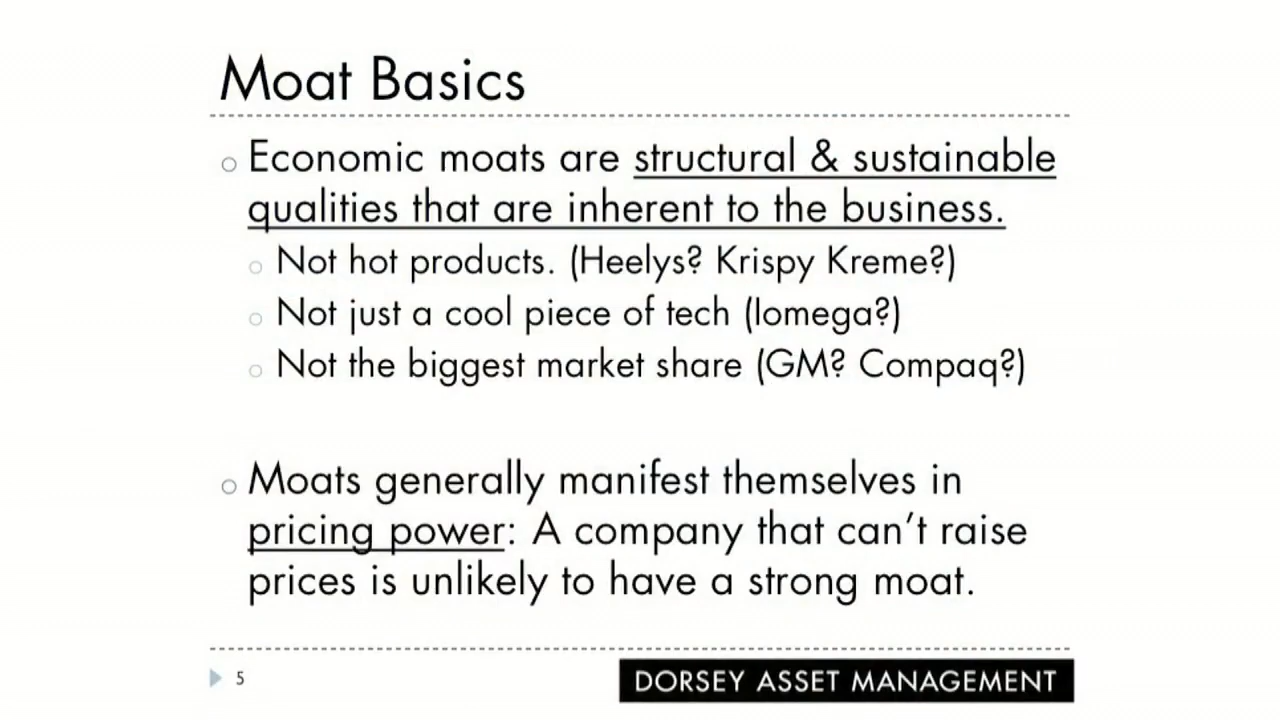 Moat Basics
Economic moats are structural & sustainable
qualities that are inherent to the business.
Not hot products. (Heelys? Krispy Kreme?)
Not just a cool piece of tech (Iomega?)
Not the biggest market share (GM? Compaq?)
Moats generally manifest themselves in
pricing power: A company that can’t raise
prices is unlikely to have a strong moat.
5
DORSEY ASSET MANAGEMENT